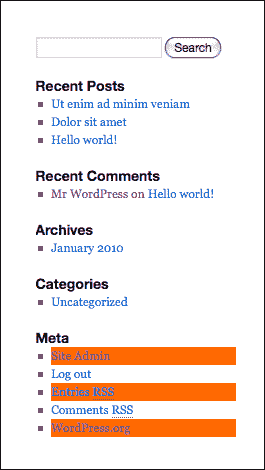 Search
Recent Posts
Ut enim ad minim veniam
Dolor sit amet
Hello world!
Recent Comments
Mr WordPress on Hello world!
Archives
January 2010
Categories
Uncategorized
Meta
Site Admin
Log out
Entries RSS
Comments RSS
WordPress.org